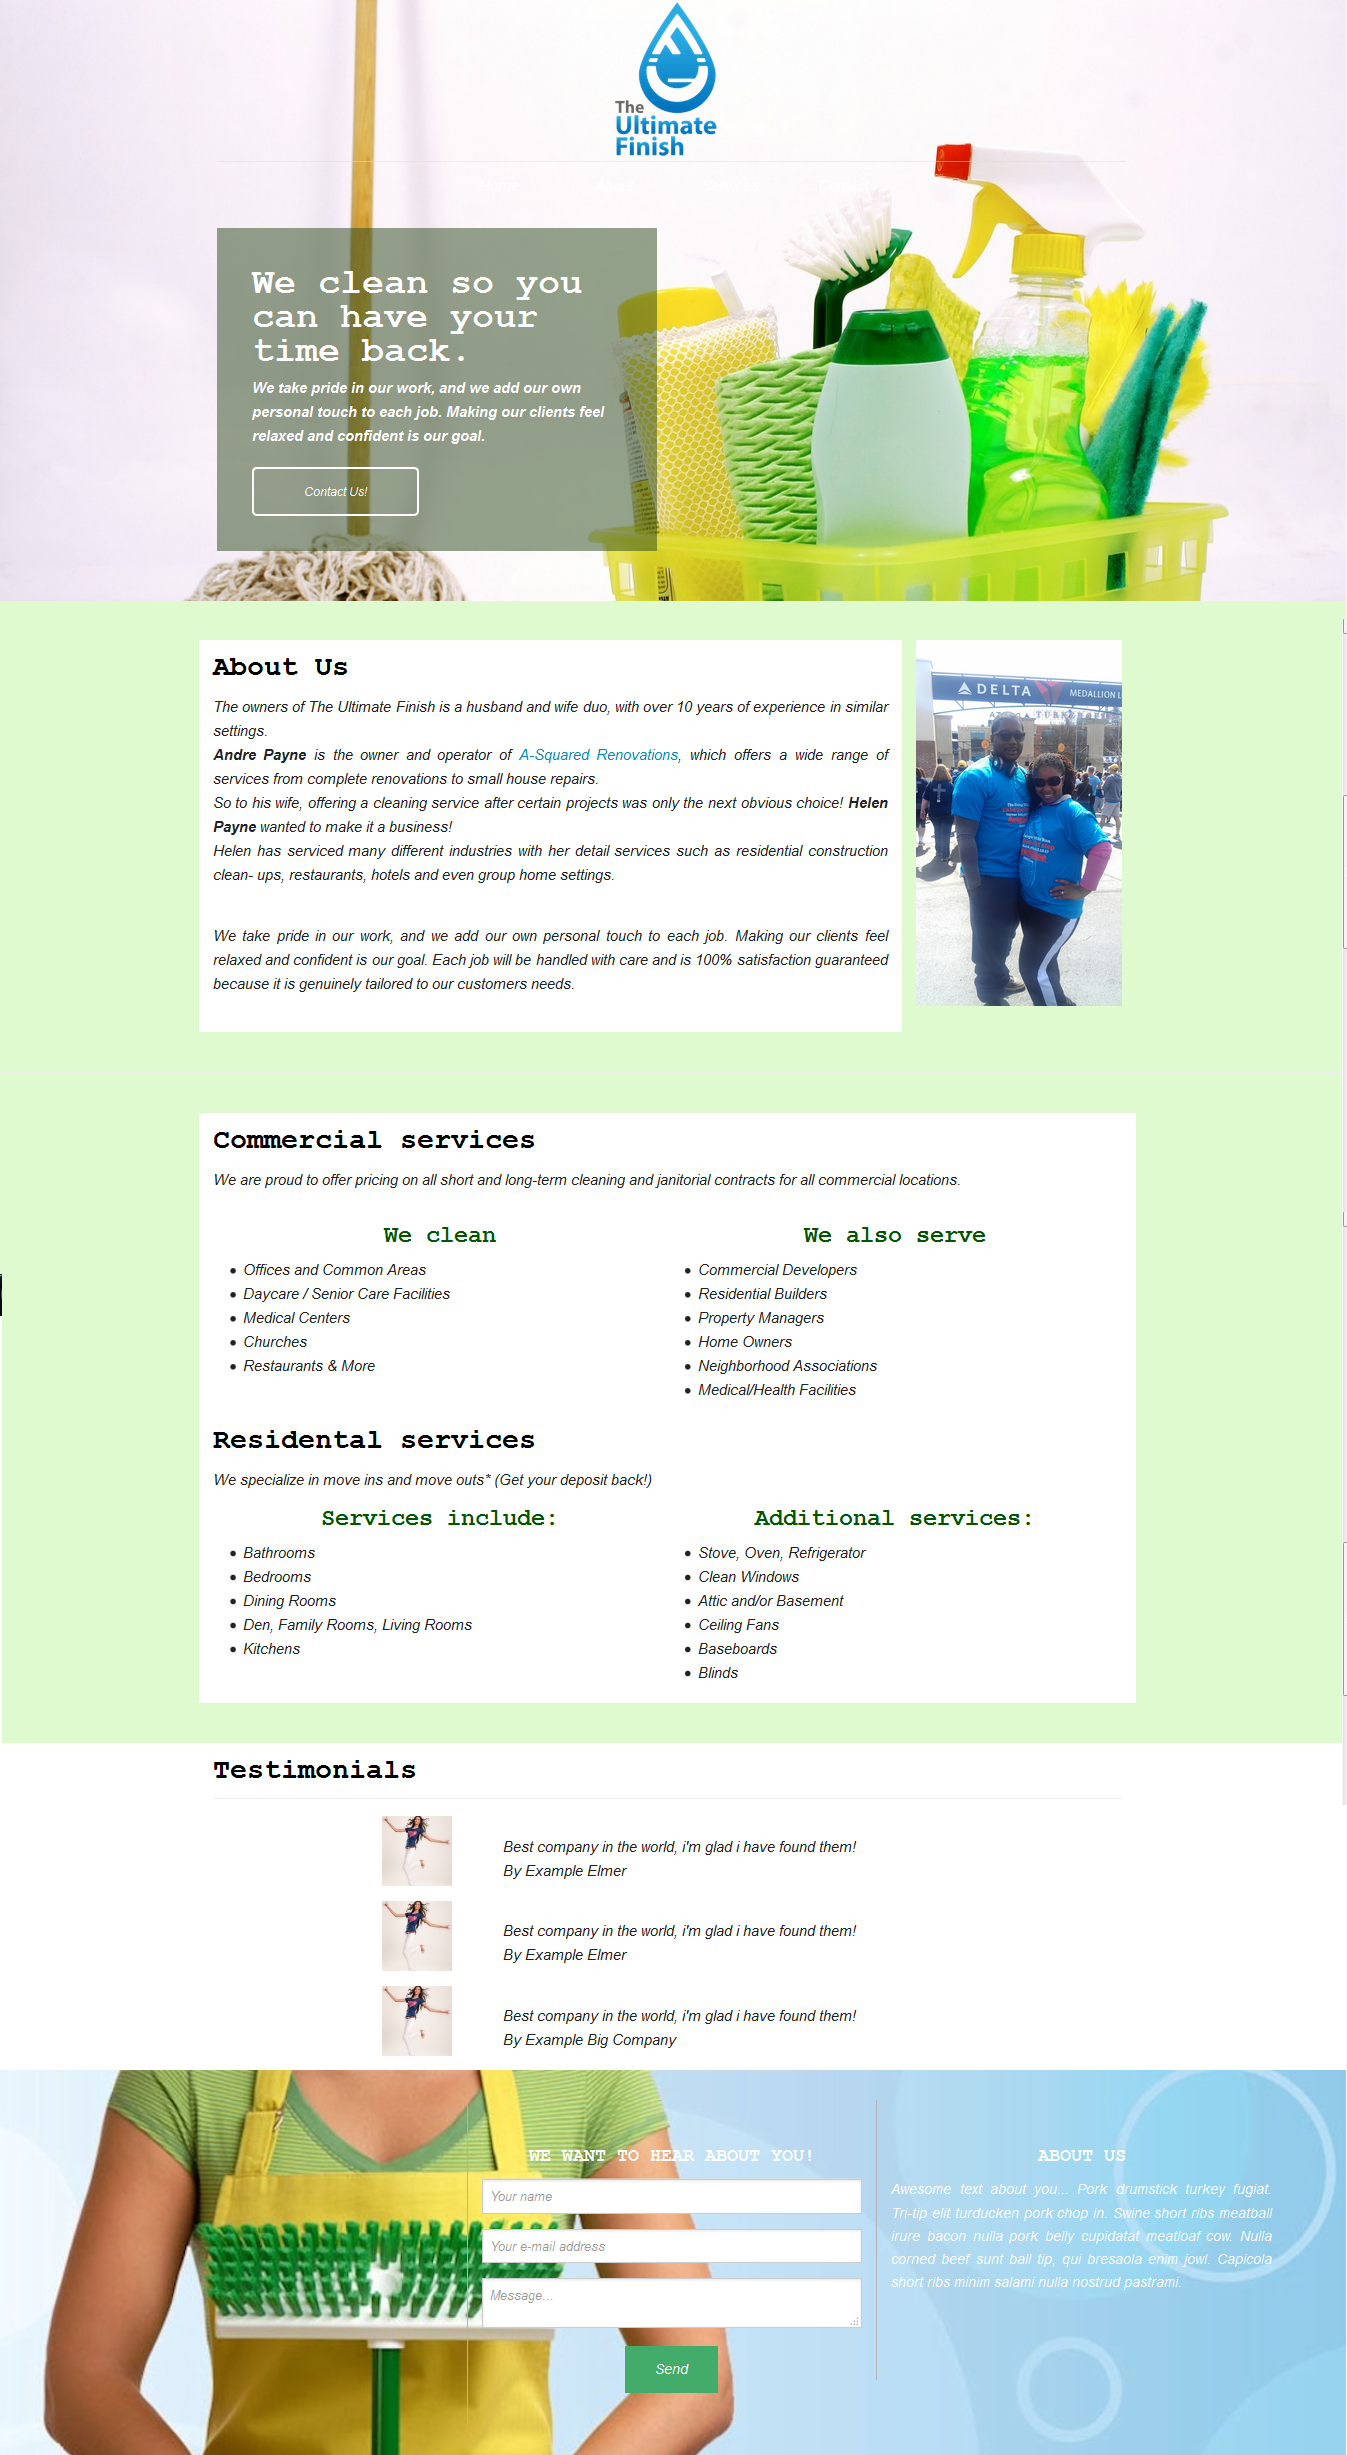 The
Ultimate
Finish
Home
We clean so you
can have your
time back.
We take pride in our work, and we add our own
personal touch to each job. Making our clients feel
relaxed and confident is our goal.
Contact Us!
About Us
The owners of The Ultimate Finish is a husband and wife duo, with over 10 years of experience in similar
settings.
Andre Payne is the owner and operator of A-Squared Renovations, which offers a wide range of
services from complete renovations to small house repairs.
So to his wife, offering a cleaning service after certain projects was only the next obvious choice! Helen
Payne wanted to make it a business!
Helen has serviced many different industries with her detail services such as residential construction
clean- ups, restaurants, hotels and even group home settings.
We take pride in our work, and we add our own personal touch to each job. Making our clients feel
relaxed and confident is our goal. Each job will be handled with care and is 100% satisfaction guaranteed
because it is genuinely tailored to our customers needs.
DELTA
MEDALLION L
Commercial services
We are proud to offer pricing on all short and long-term cleaning and janitorial contracts for all commercial locations.
We clean
Offices and Common Areas
Daycare / Senior Care Facilities
Medical Centers
Churches
Restaurants & More
We also serve
Commercial Developers
Residential Builders
Property Managers
Home Owners
Neighborhood Associations
Medical/Health Facilities
Residental services
We specialize in move ins and move outs* (Get your deposit back!)
Services include:
Bathrooms
Bedrooms
Dining Rooms
Den, Family Rooms, Living Rooms
Kitchens
Additional services:
Stove, Oven, Refrigerator
Clean Windows
Attic and/or Basement
Ceiling Fans
Baseboards
Blinds
Testimonials
Best company in the world, i'm glad i have found them!
By Example Elmer
Best company in the world, i'm glad i have found them!
By Example Elmer
Best company in the world, i'm glad i have found them!
By Example Big Company
WE WANT TO HEAR ABOUT YOU!
Your name
Your e-mail address
Message...
Send
ABOUT US
Awesome text about you... Pork drumstick turkey fugiat.
Tri-tip elit turducken pork chop in. Swine short ribs meatball
irure bacon nulla pork belly cupidatat meatloaf cow. Nulla
corned beef sunt ball tip, qui bresaola enim jowl. Capicola
short ribs minim salami nulla nostrud pastrami.